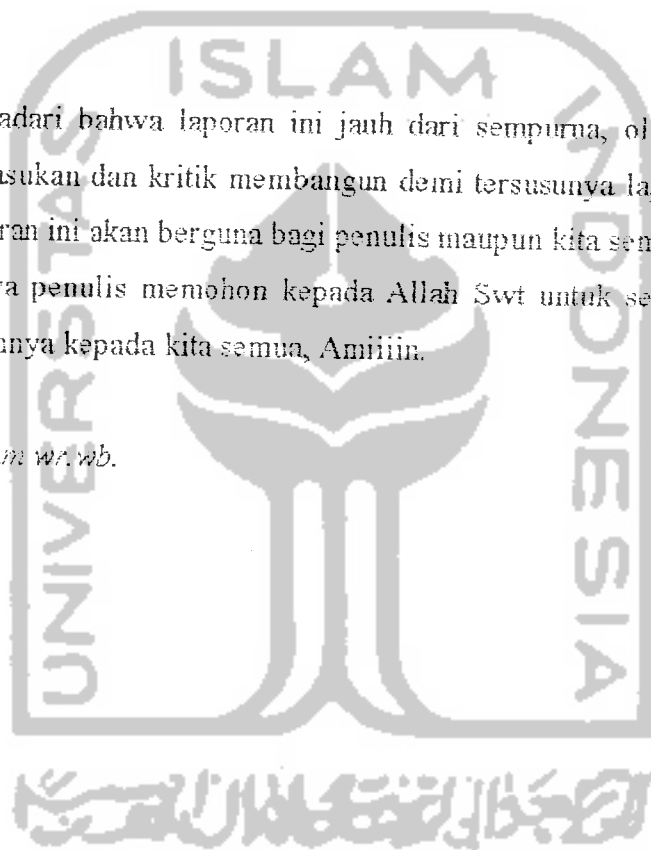 ISLAM
UNIVERSITAS
INDONESIA
adari bahwa laporan ini jauh dari sempurna, ol
asukan dan kritik membangun demi tersusunya la
ran ini akan berguna bagi penulis maupun kita sem
a penulis memohon kepada Allah Swt untuk se
nnya kepada kita semua, Amiiiin.
m wr.wb.